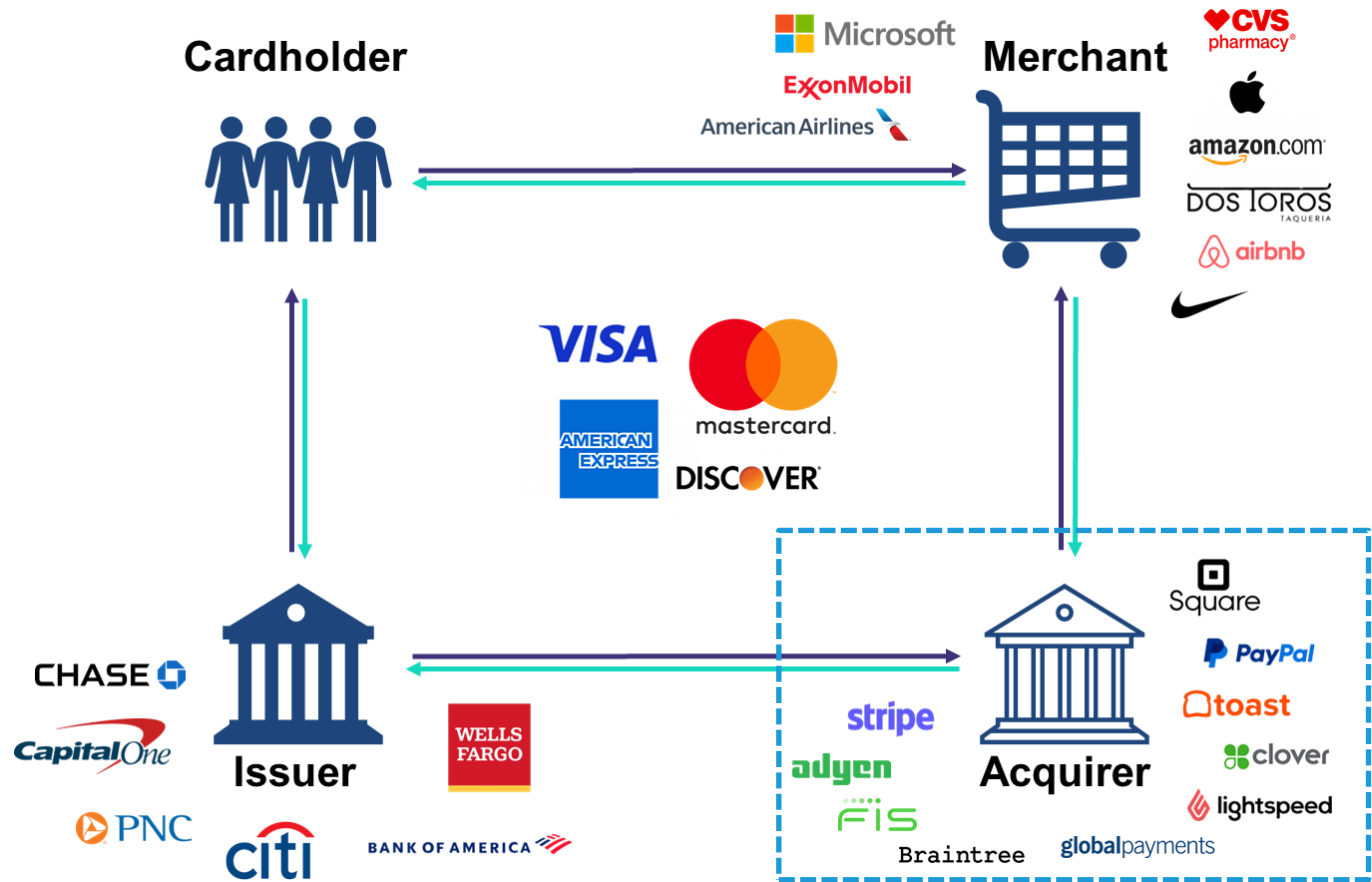 Cardholder
Microsoft
ExxonMobil
American Airlines
Merchant
CVS
pharmacy®
amazon.com
DOS TOROS
TAQUERIA
airbnb
VISA
mastercard.
AMERICAN
EXPRESS
DISCOVER
CHASE
Capital One
PNC
citi
BANK OF AMERICA
WELLS
FARGO
Issuer
Square
PayPal
toast
clover
lightspeed
globalpayments
stripe
adyen
FIS
Braintree
Acquirer